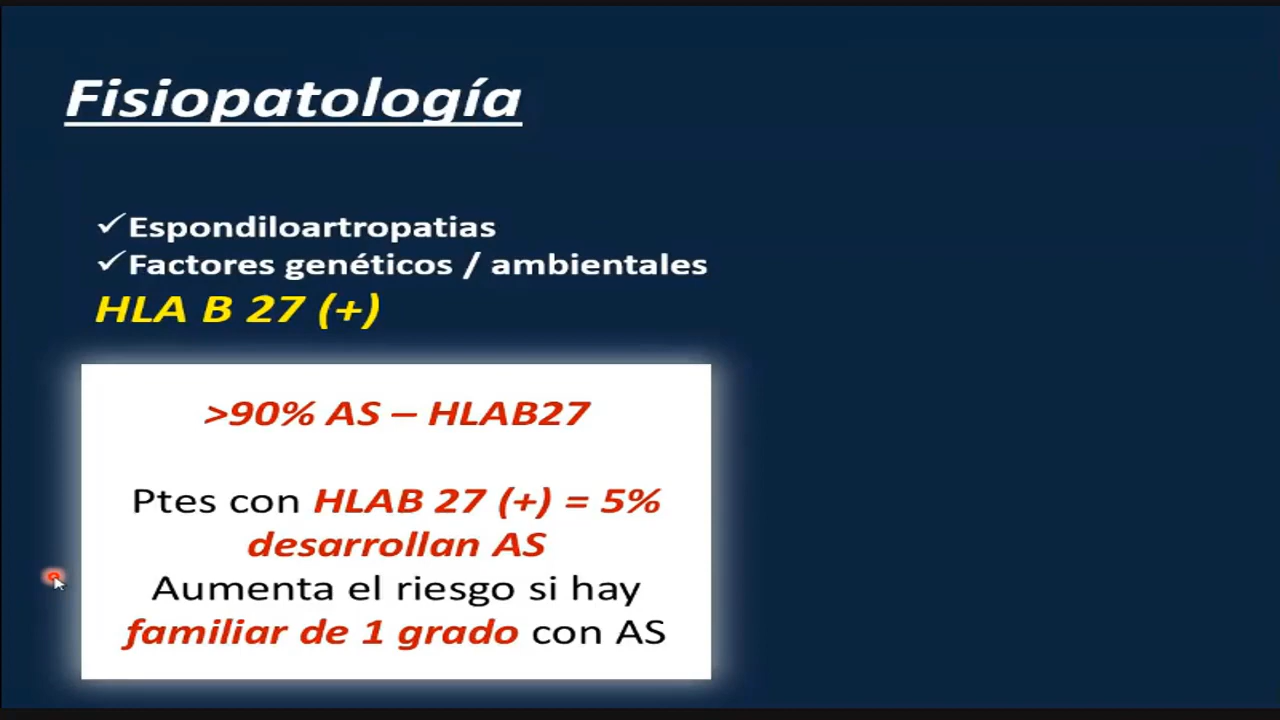 Fisiopatología
✓Espondiloartropatias
✓Factores genéticos / ambientales
HLA B 27 (+)
>90% AS – HLAB27
Ptes con HLAB 27 (+) = 5%
desarrollan AS
Aumenta el riesgo si hay
familiar de 1 grado con AS